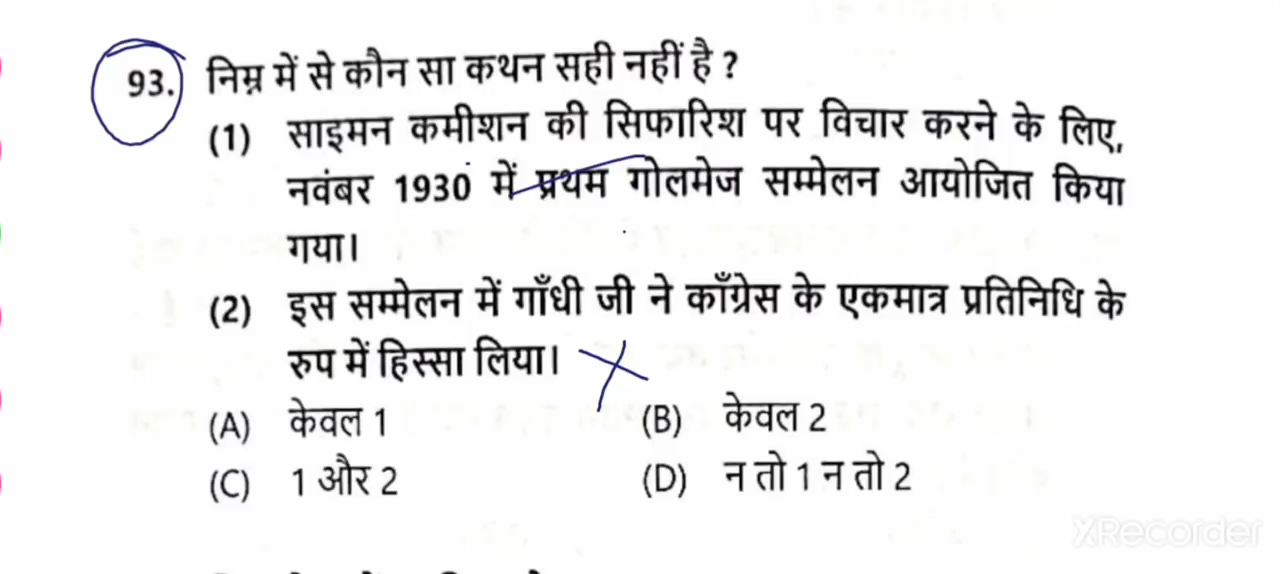 93. निम्न में से कौन सा कथन सही नहीं है ?
(1) साइमन कमीशन की सिफारिश पर विचार करने के लिए,
नवंबर 1930 में प्रथम गोलमेज सम्मेलन आयोजित किया
गया।
(2) इस सम्मेलन में गाँधी जी ने काँग्रेस के एकमात्र प्रतिनिधि के
रुप में हिस्सा लिया।
(A) केवल 1 (B) केवल 2
(C) 1 और 2 (D) न तो 1 न तो 2
XRecorder